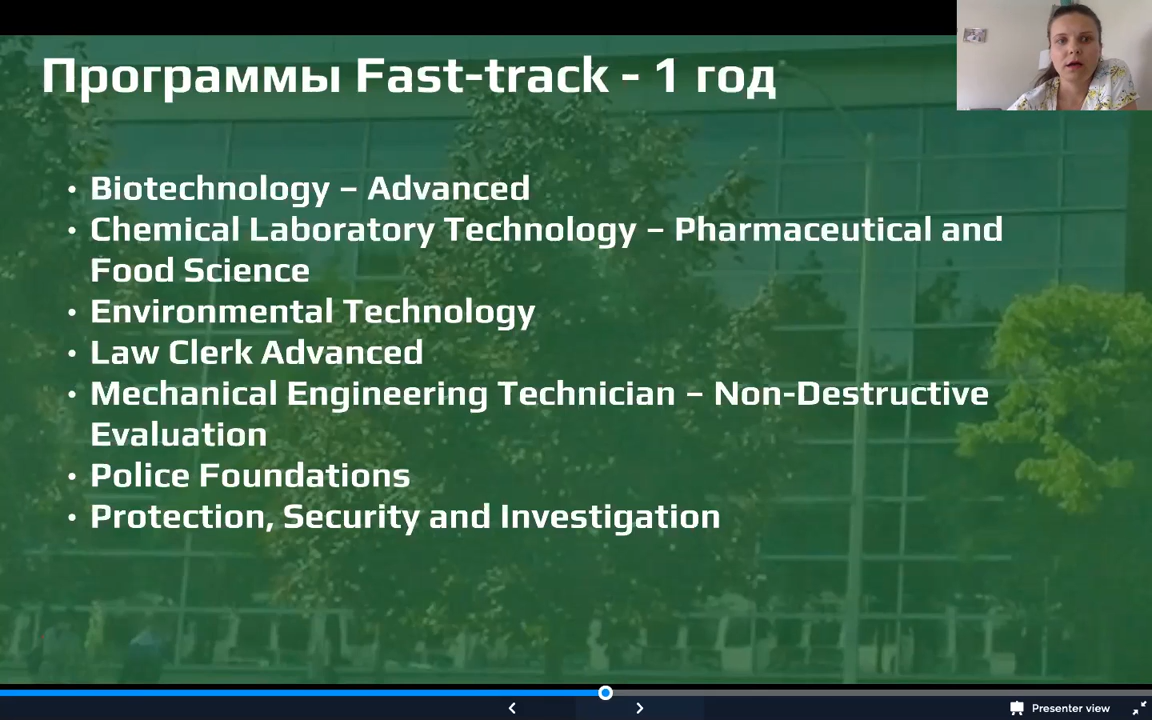 Программы Fast-track - 1 год
• Biotechnology – Advanced
• Chemical Laboratory Technology – Pharmaceutical and
Food Science
• Environmental Technology
• Law Clerk Advanced
• Mechanical Engineering Technician – Non-Destructive
Evaluation
• Police Foundations
• Protection, Security and Investigation
Presenter view